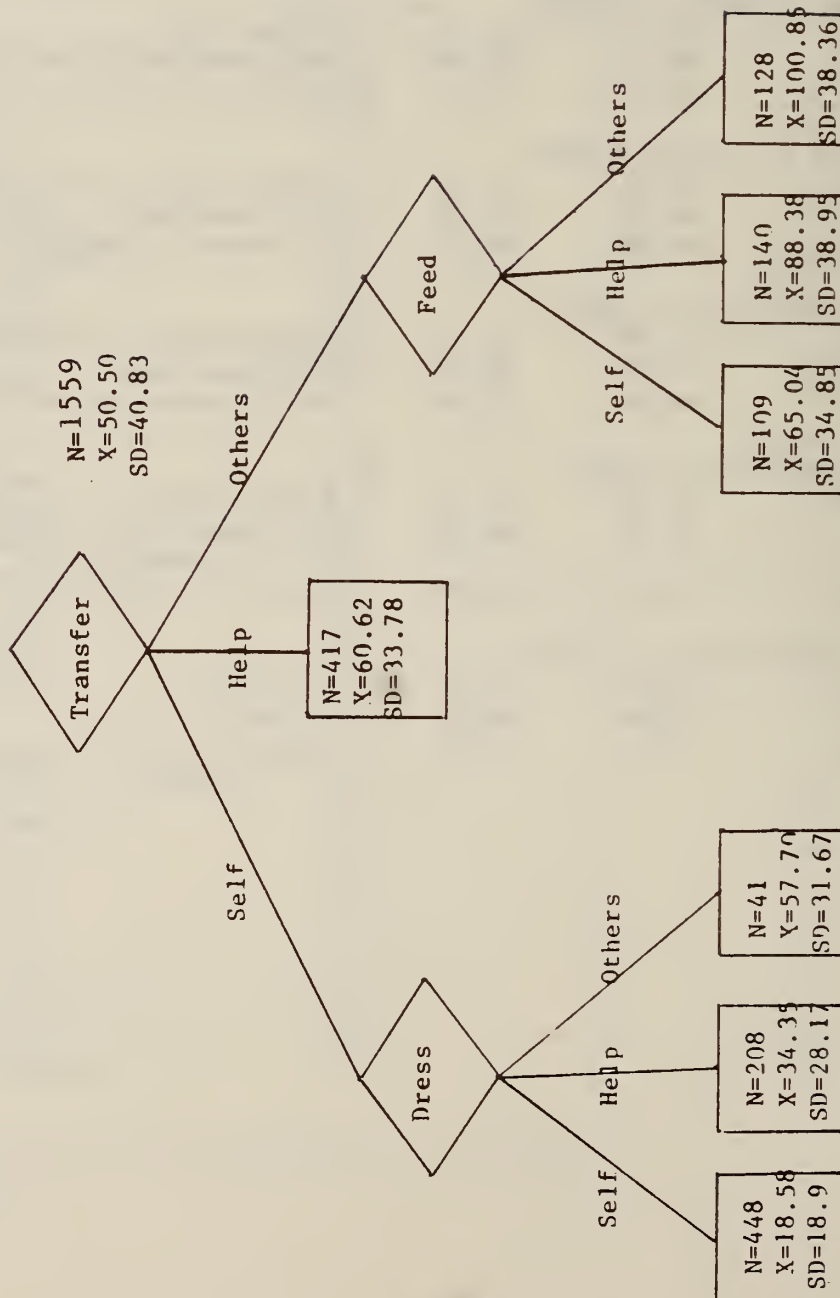 Transfer
N=1559
X=50.50
SD=40.83
Self
Help
Others
N=417
X=60.62
SD=33.78
Dress
Feed
Self
Help
Others
Self
Help
Others
N=448
X=18.58
SD=18.9
N=208
X=34.35
SD=28.17
N=41
X=57.70
SD=31.67
N=109
X=65.04
SD=34.85
N=140
X=88.38
SD=38.95
N=128
X=100.85
SD=38.36